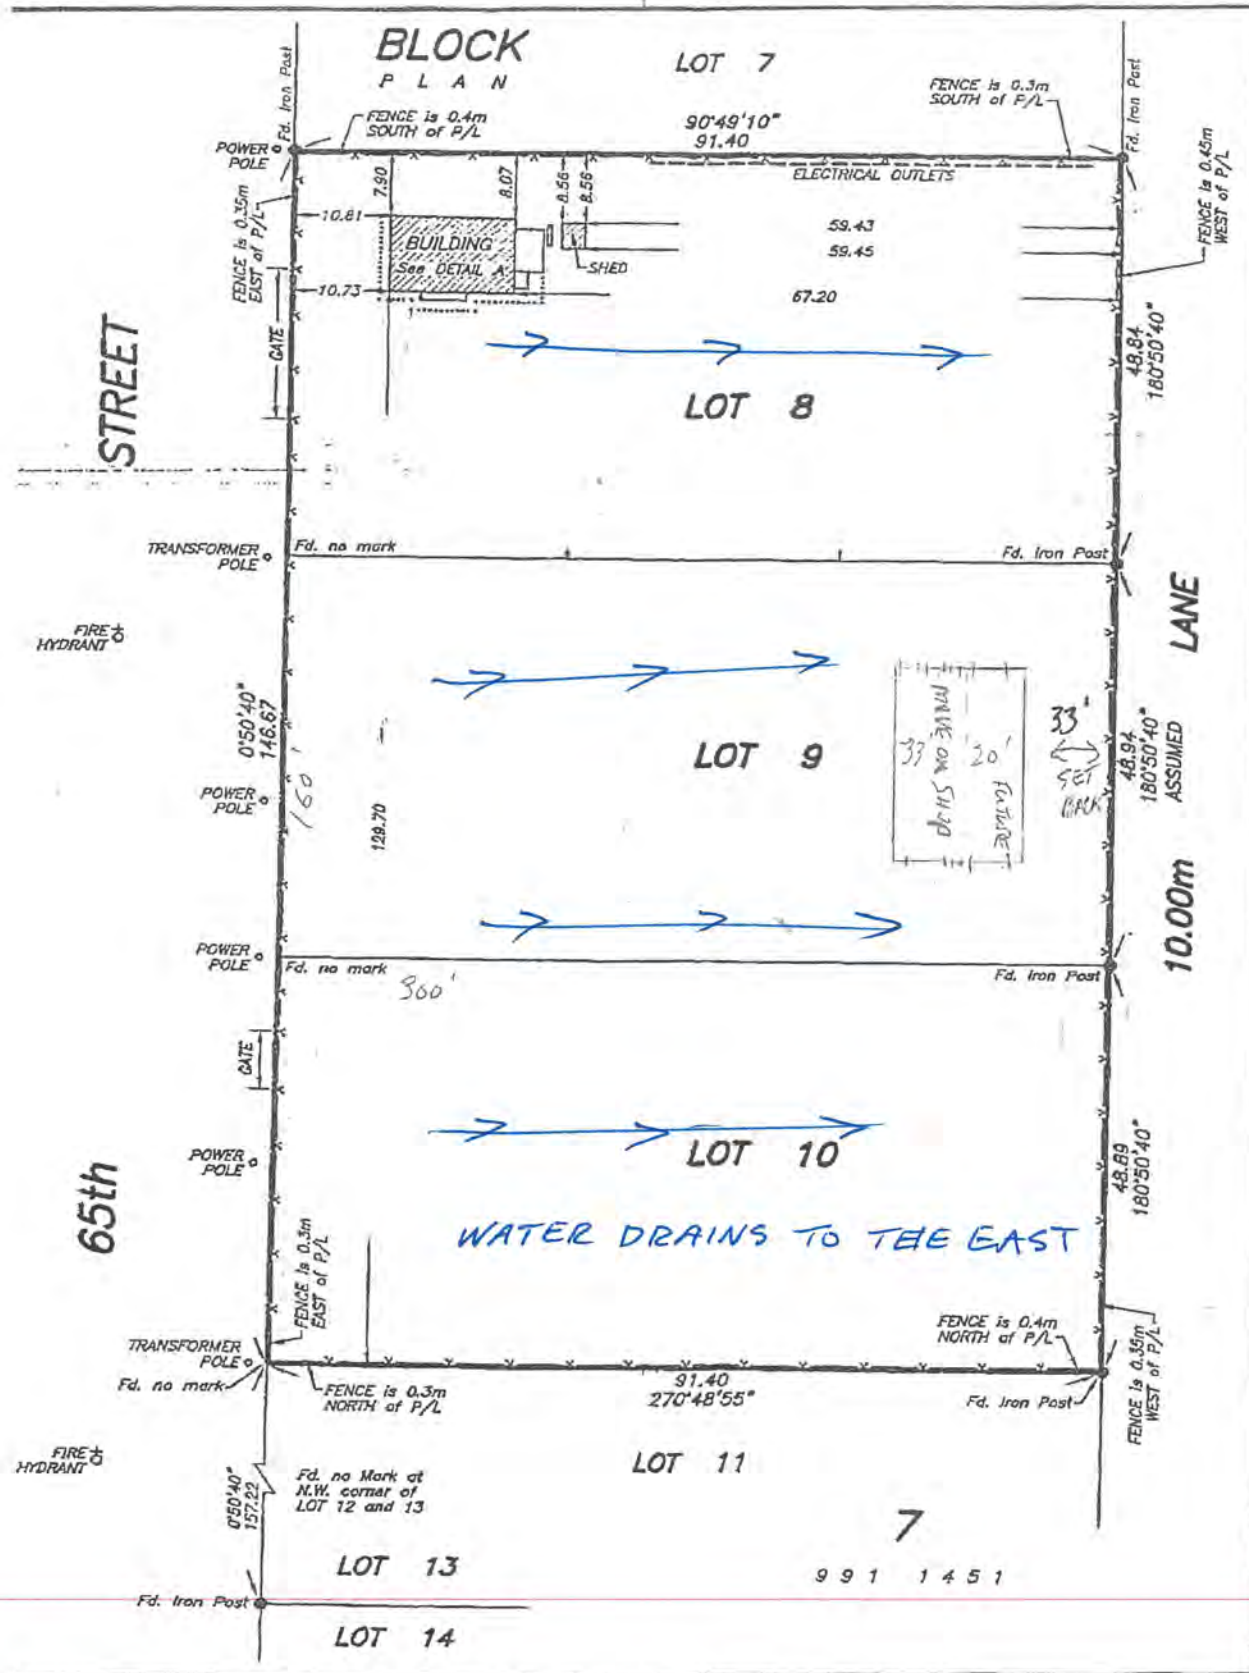 BLOCK
PLAN
LOT 7
Fd. Iron Post
Fd. Iron Post
FENCE is 0.4m
SOUTH of P/L
90°49'10"
91.40
FENCE is 0.3m
SOUTH of P/L
POWER
POLE
FENCE is 0.45m
WEST of P/L
ELECTRICAL OUTLETS
7.90
8.07
8.56
8.56
FENCE is 0.35m
EAST of P/L
10.81
BUILDING
See DETAIL A
SHED
59.43
59.45
10.73
67.20
GATE
STREET
LOT 8
48.84
180°50'40"
TRANSFORMER
POLE
Fd. no mark
Fd. Iron Post
FIRE
HYDRANT
LANE
0°50'40"
146.67
LOT 9
33'
MOVE ON SHOP
20'
FUTURE
33'
SET
BACK
48.94
180°50'40"
ASSUMED
POWER
POLE
160'
129.70
10.00m
POWER
POLE
Fd. no mark
Fd. Iron Post
300'
GATE
POWER
POLE
LOT 10
48.89
180°50'40"
65th
WATER DRAINS TO THE EAST
FENCE is 0.3m
EAST of P/L
FENCE is 0.4m
NORTH of P/L
TRANSFORMER
POLE
Fd. no mark
FENCE is 0.3m
NORTH of P/L
91.40
270°48'55"
Fd. Iron Post
FENCE is 0.35m
WEST of P/L
FIRE
HYDRANT
LOT 11
0°50'40"
157.22
Fd. no Mark at
N.W. corner of
LOT 12 and 13
7
LOT 13
991 1451
Fd. Iron Post
LOT 14